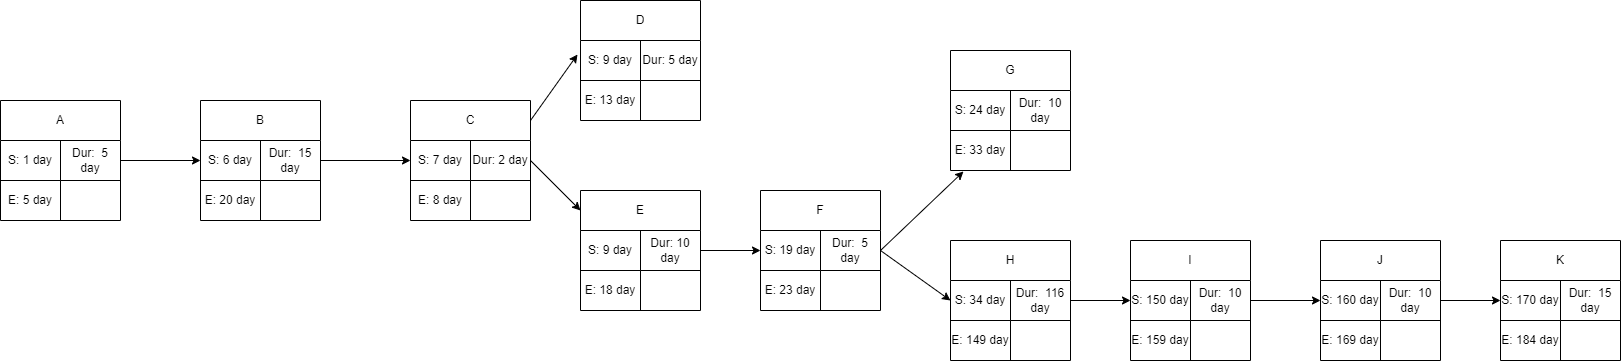 A
S: 1 day
Dur: 5
day
E: 5 day
B
S: 6 day
Dur: 15
day
E: 20 day
C
S: 7 day
Dur: 2 day
E: 8 day
D
S: 9 day
Dur: 5 day
E: 13 day
E
S: 9 day
Dur: 10
day
E: 18 day
F
S: 19 day
Dur: 5
day
E: 23 day
G
S: 24 day
Dur: 10
day
E: 33 day
H
S: 34 day
Dur: 116
day
E: 149 day
I
S: 150 day
Dur: 10
day
E: 159 day
J
S: 160 day
Dur: 10
day
E: 169 day
K
S: 170 day
Dur: 15
day
E: 184 day